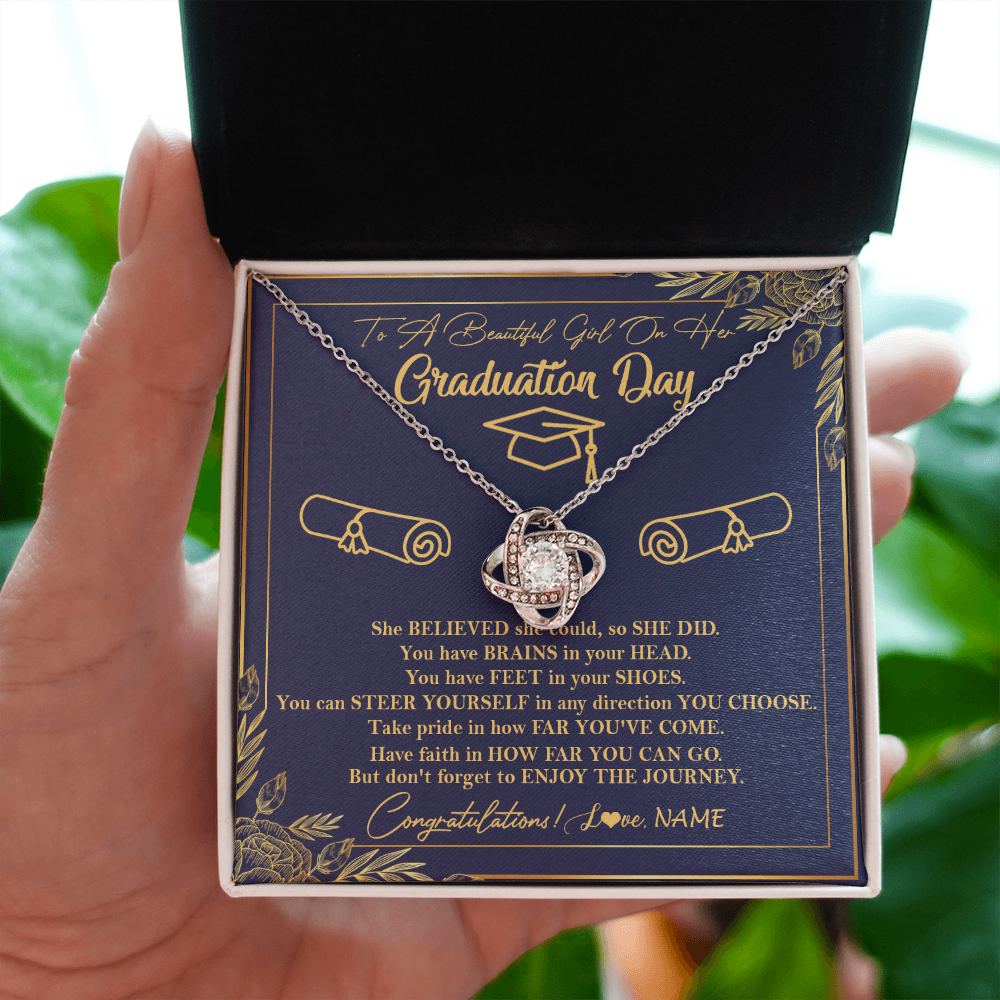 To A Beautiful Girl On Her
Graduation Day
She BELIEVED she could, so SHE DID.
You have BRAINS in your HEAD.
You have FEET in your SHOES.
You can STEER YOURSELF in any direction YOU CHOOSE.
Take pride in how FAR YOU'VE COME.
Have faith in HOW FAR YOU CAN GO.
But don't forget to ENJOY THE JOURNEY.
Congratulations! L♥ve, NAME